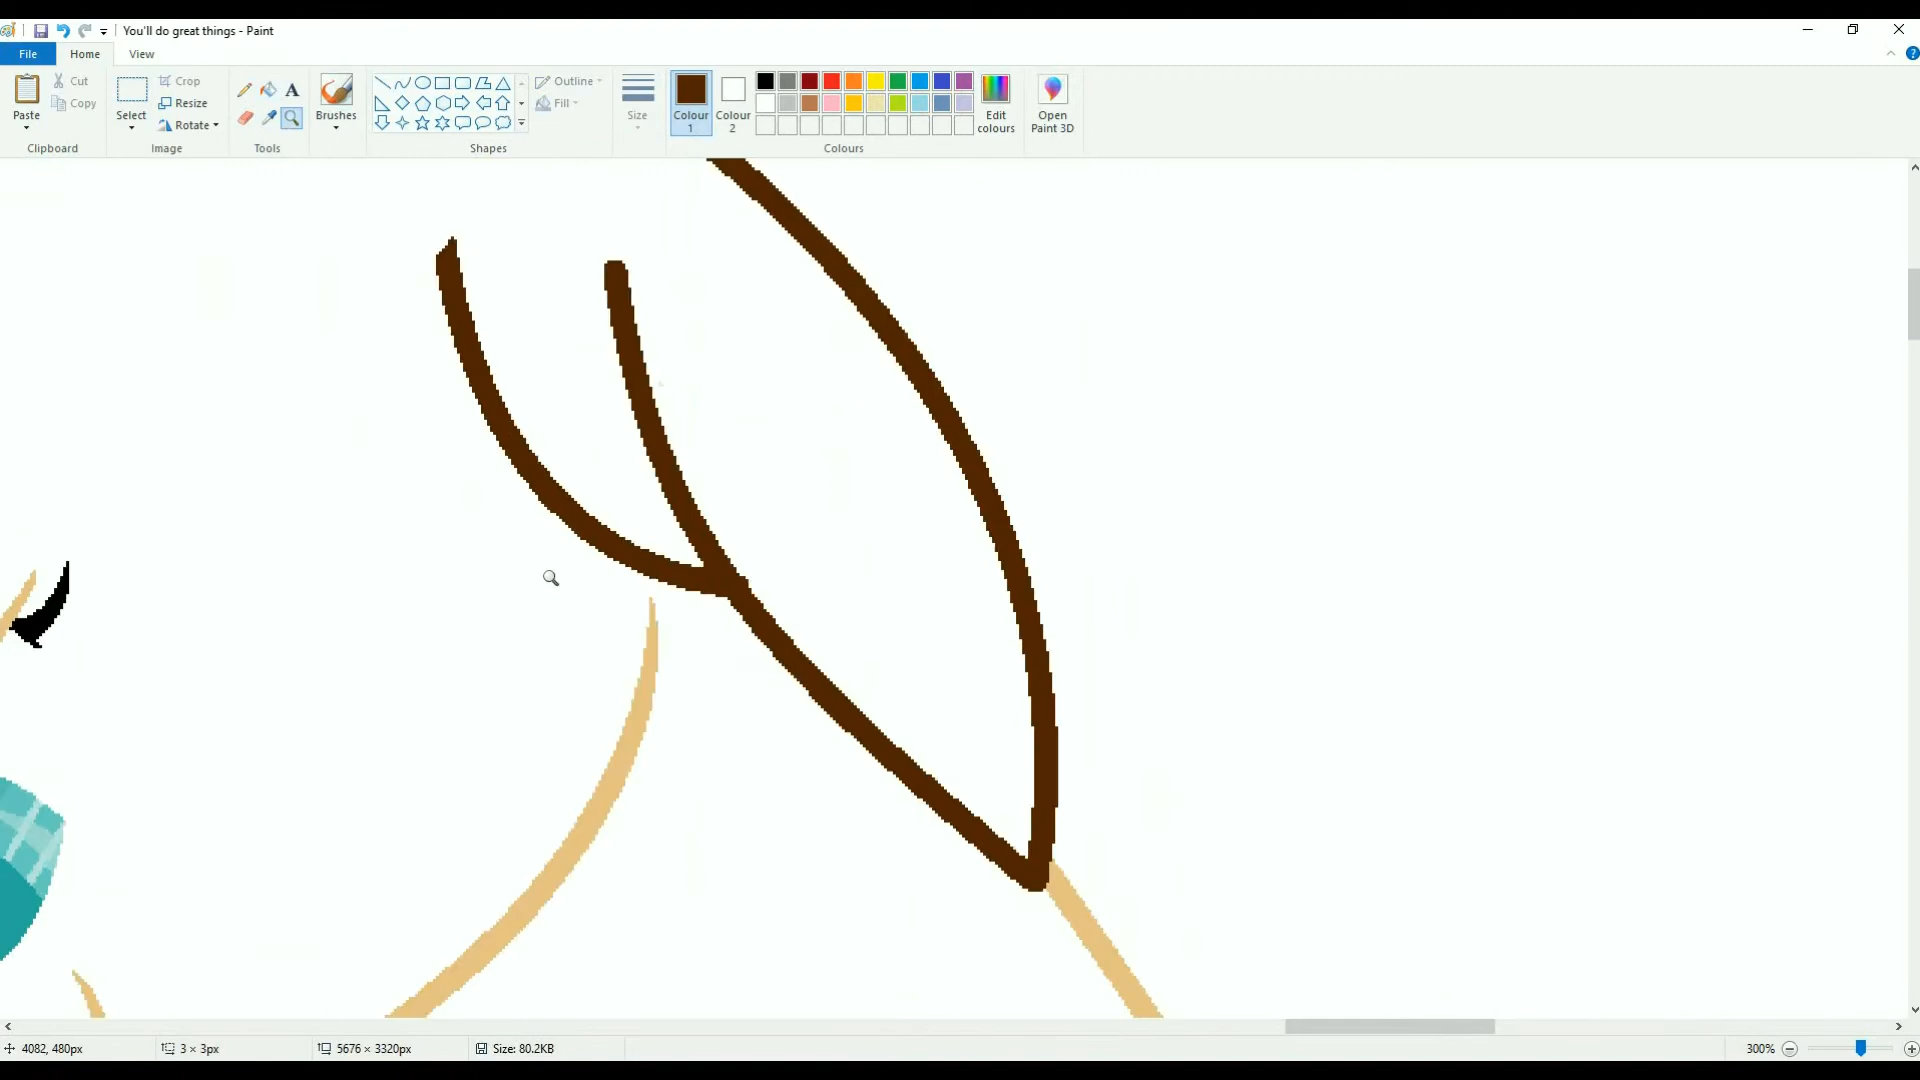 You'll do great things - Paint
File Home View
Paste
Cut
Copy
Clipboard
Select
Crop
Resize
Rotate
Image
A
Tools
Brushes
Shapes
Outline
Fill
Size
Colour 1
Colour 2
Edit colours
Colours
Open Paint 3D
4082, 480px
3 × 3px
5676 × 3320px
Size: 80.2KB
300%